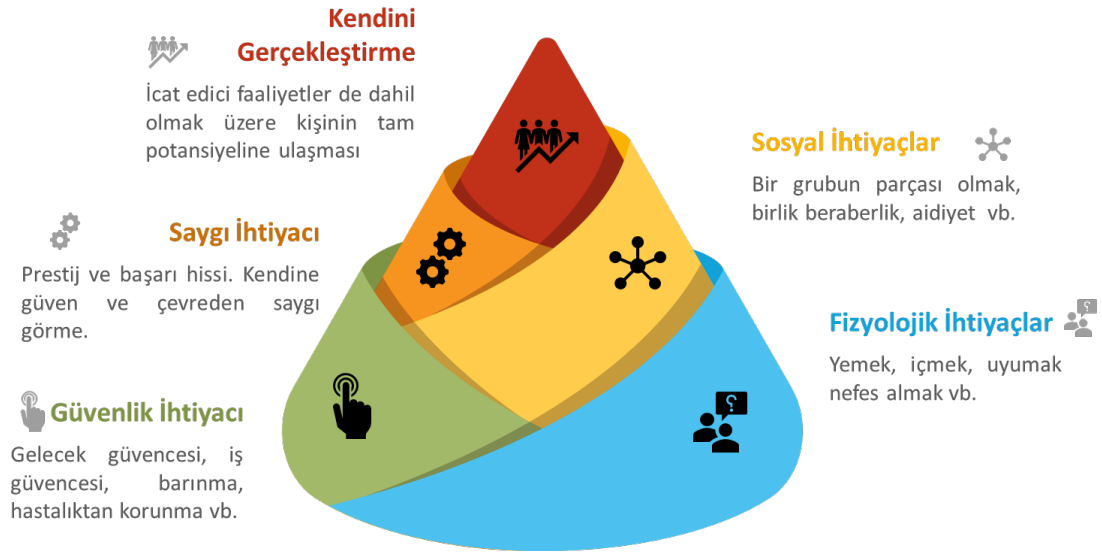 Kendini
Gerçekleştirme
İcat edici faaliyetler de dahil
olmak üzere kişinin tam
potansiyeline ulaşması
Sosyal İhtiyaçlar
Bir grubun parçası olmak,
birlik beraberlik, aidiyet vb.
Saygı İhtiyacı
Prestij ve başarı hissi. Kendine
güven ve çevreden saygı
görme.
Fizyolojik İhtiyaçlar
Yemek, içmek, uyumak
nefes almak vb.
Güvenlik İhtiyacı
Gelecek güvencesi, iş
güvencesi, barınma,
hastalıktan korunma vb.